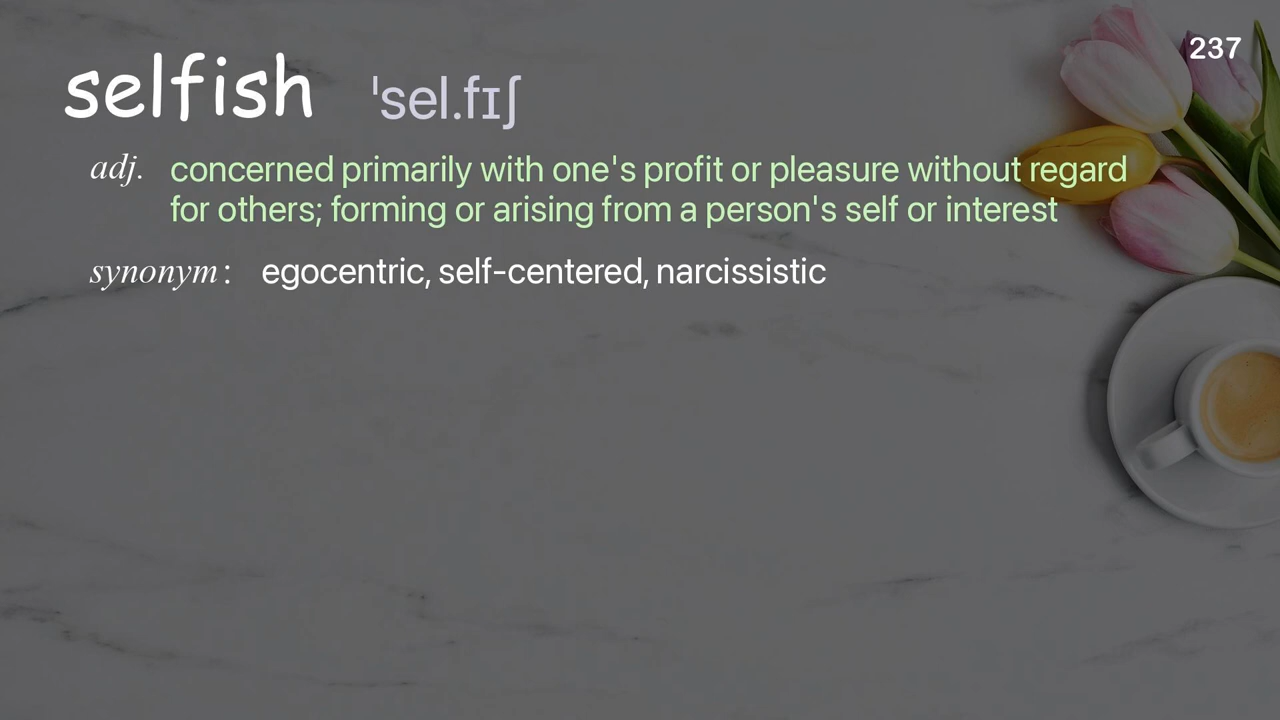 237
selfish ˈsel.fɪʃ
adj. concerned primarily with one's profit or pleasure without regard
for others; forming or arising from a person's self or interest
synonym: egocentric, self-centered, narcissistic